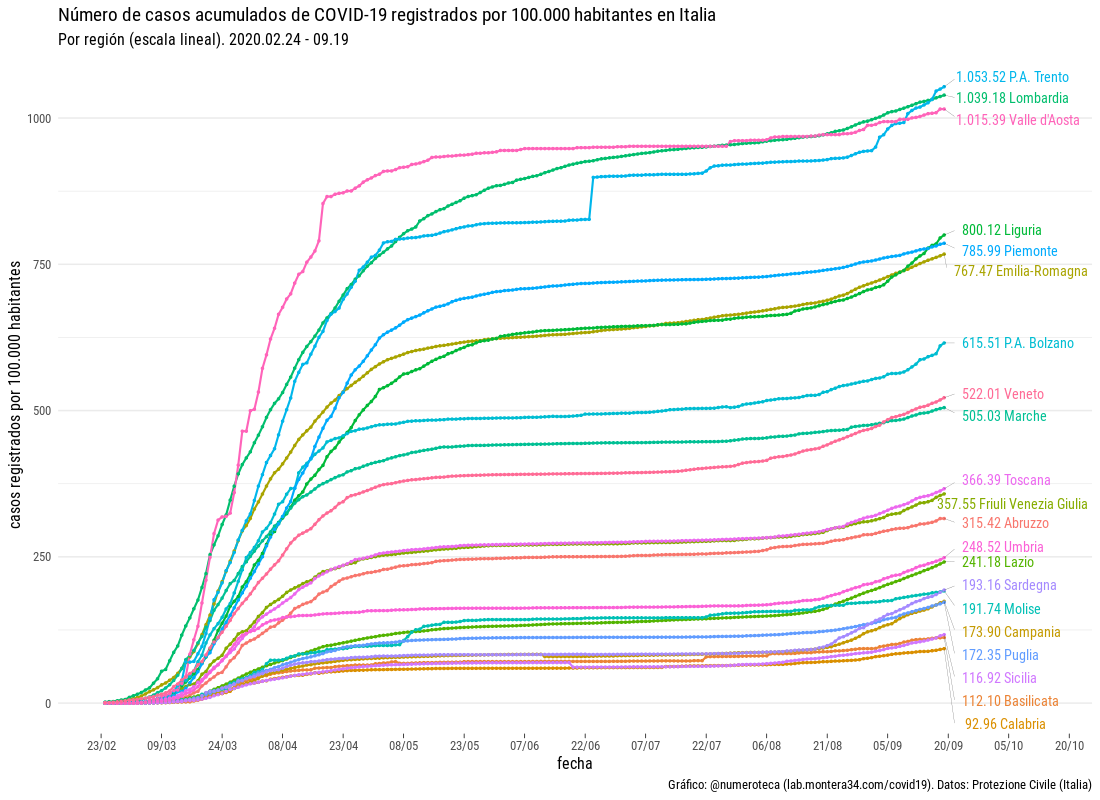 Número de casos acumulados de COVID-19 registrados por 100.000 habitantes en Italia
Por región (escala lineal). 2020.02.24 - 09.19
casos registrados por 100.000 habitantes
1000
750
500
250
0
1.053.52 P.A. Trento
1.039.18 Lombardia
1.015.39 Valle d'Aosta
800.12 Liguria
785.99 Piemonte
767.47 Emilia-Romagna
615.51 P.A. Bolzano
522.01 Veneto
505.03 Marche
366.39 Toscana
357.55 Friuli Venezia Giulia
315.42 Abruzzo
248.52 Umbria
241.18 Lazio
193.16 Sardegna
191.74 Molise
173.90 Campania
172.35 Puglia
116.92 Sicilia
112.10 Basilicata
92.96 Calabria
23/02 09/03 24/03 08/04 23/04 08/05 23/05 07/06 22/06 07/07 22/07 06/08 21/08 05/09 20/09 05/10 20/10
fecha
Gráfico: @numeroteca (lab.montera34.com/covid19). Datos: Protezione Civile (Italia)